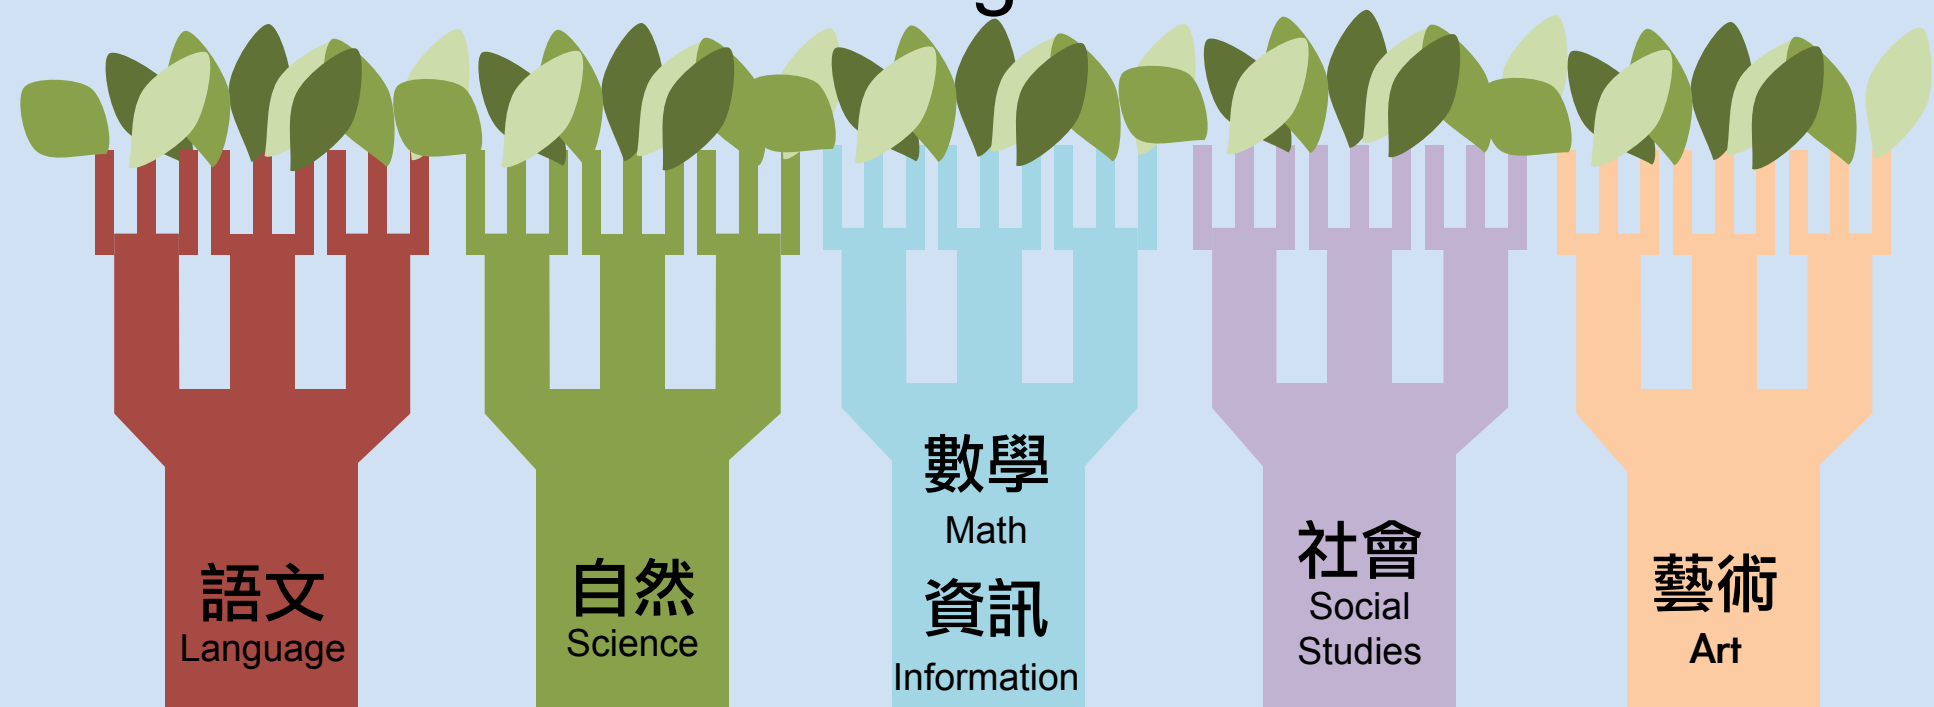 語文
Language
自然
Science
數學
Math
資訊
Information
社會
Social
Studies
藝術
Art